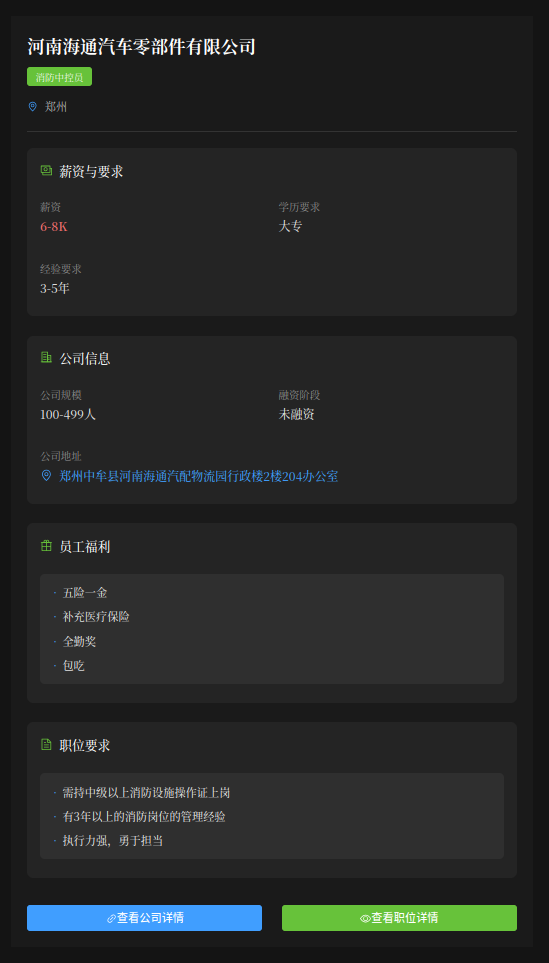 河南海通汽车零部件有限公司
消防中控员
郑州
薪资与要求
薪资
学历要求
6-8K
大专
经验要求
3-5年
公司信息
公司规模
融资阶段
100-499人
未融资
公司地址
郑州中牟县河南海通汽配物流园行政楼2楼204办公室
员工福利
· 五险一金
· 补充医疗保险
· 全勤奖
· 包吃
职位要求
· 需持中级以上消防设施操作证上岗
· 有3年以上的消防岗位的管理经验
· 执行力强，勇于担当
查看公司详情
查看职位详情